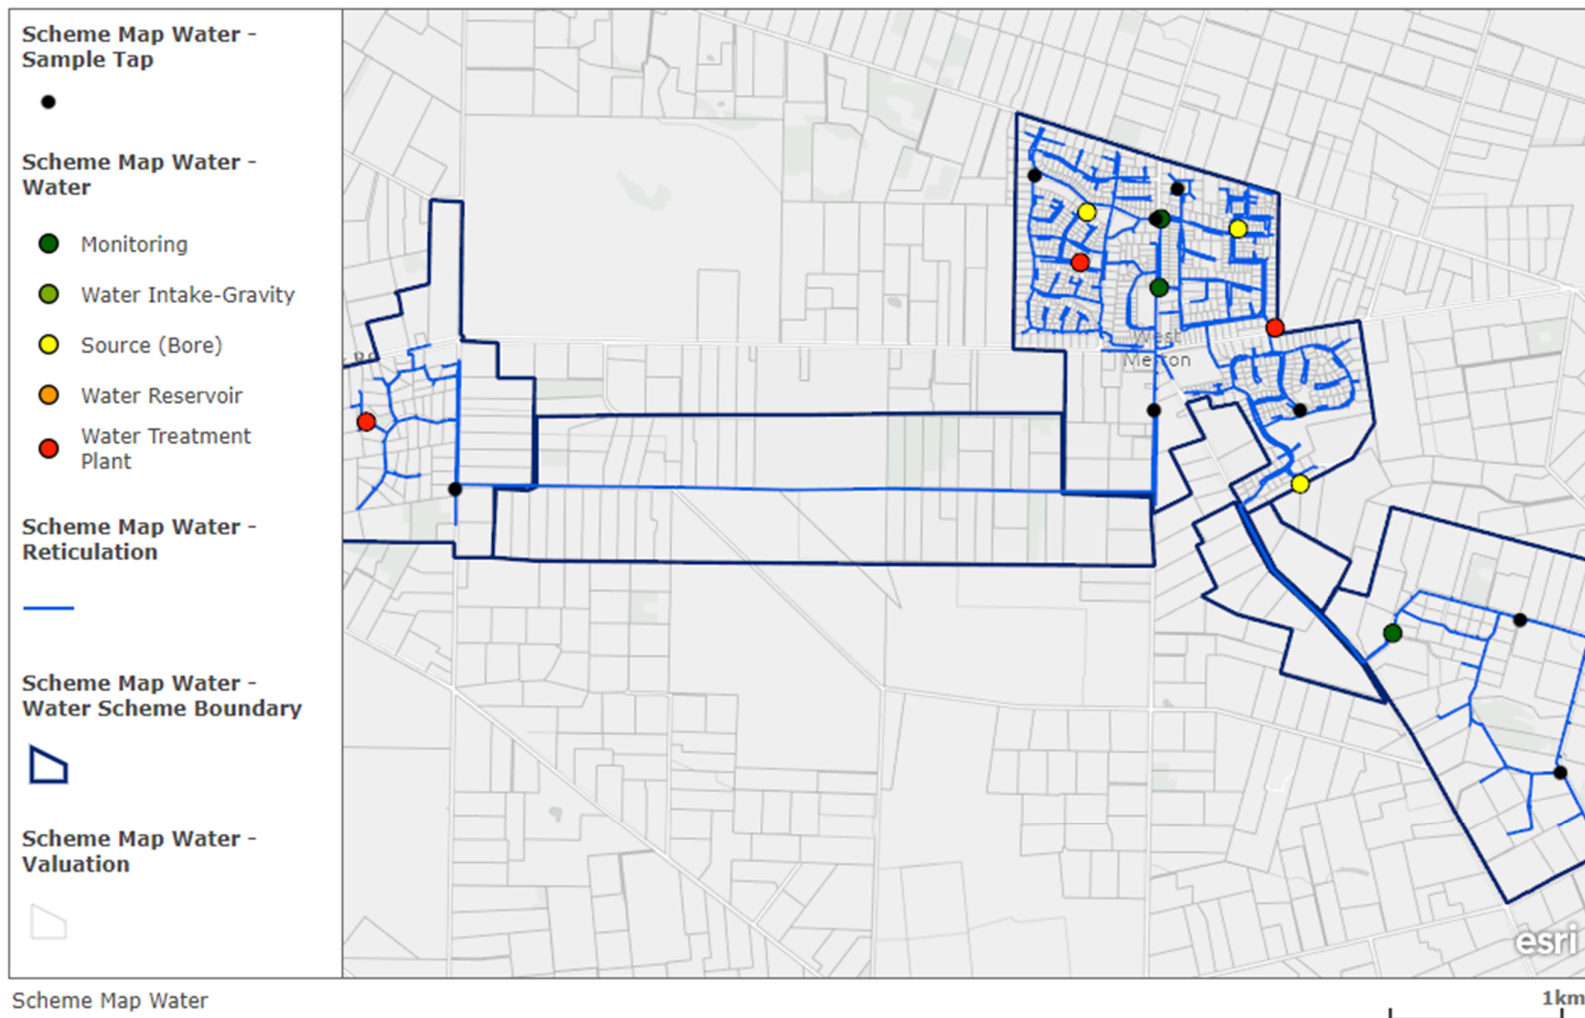 Scheme Map Water -
Sample Tap
Scheme Map Water -
Water
Monitoring
Water Intake-Gravity
Source (Bore)
Water Reservoir
Water Treatment
Plant
Scheme Map Water -
Reticulation
Scheme Map Water -
Water Scheme Boundary
Scheme Map Water -
Valuation
West
Melton
esri
Scheme Map Water
1km